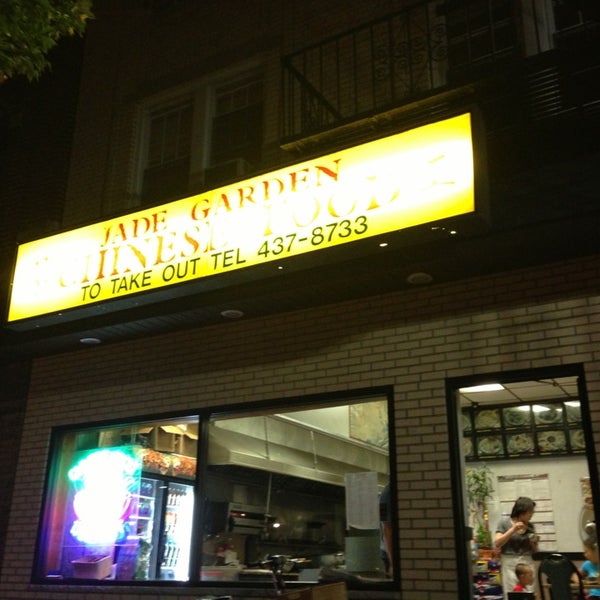 JADE GARDEN
CHINESE FOOD
TO TAKE OUT TEL 437-8733